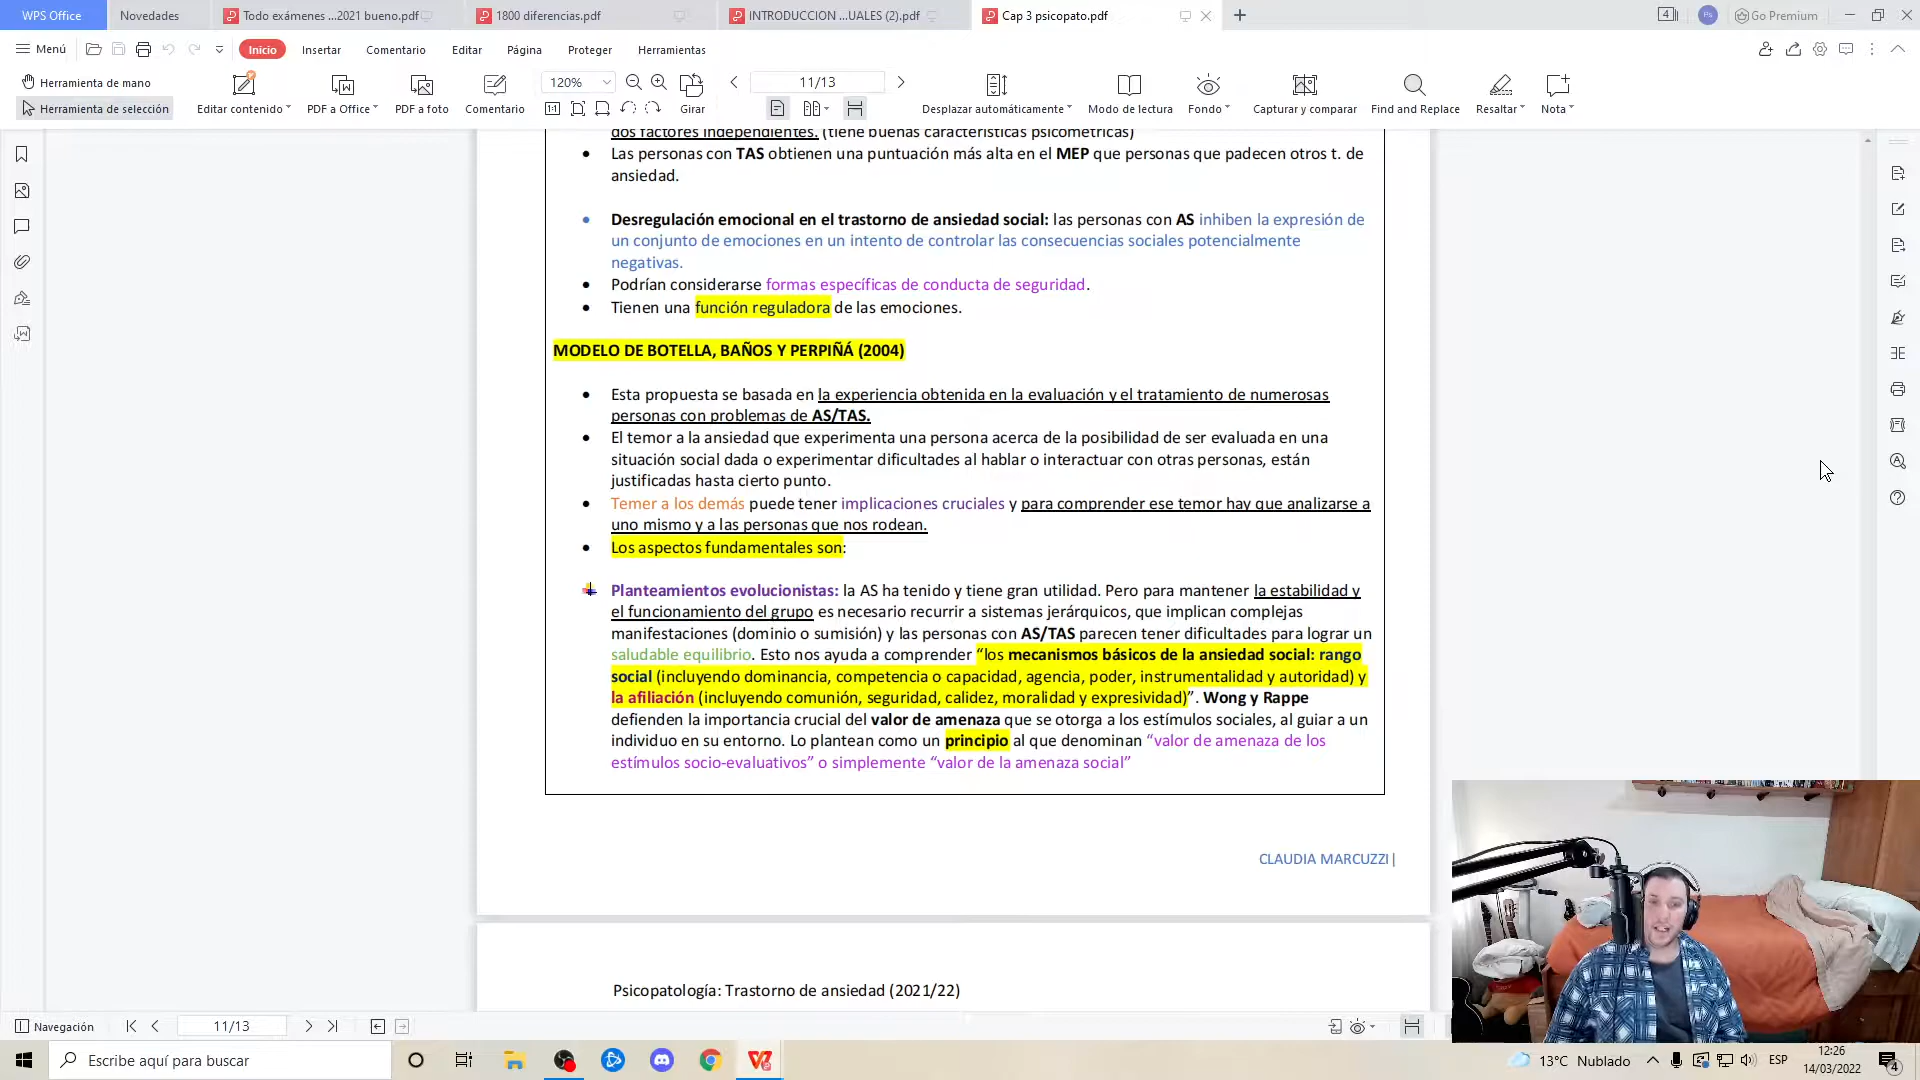 WPS Office
Novedades
Todo exámenes ...2021 bueno.pdf
1800 diferencias.pdf
INTRODUCCION ...UALES (2).pdf
Cap 3 psicopato.pdf
Go Premium
Menú
Inicio
Insertar
Comentario
Editar
Página
Proteger
Herramientas
Herramienta de mano
Herramienta de selección
Editar contenido
PDF a Office
PDF a foto
Comentario
120%
Girar
11/13
Desplazar automáticamente
Modo de lectura
Fondo
Capturar y comparar
Find and Replace
Resaltar
Nota
dos factores independientes. (tiene buenas características psicométricas)
• Las personas con TAS obtienen una puntuación más alta en el MEP que personas que padecen otros t. de
ansiedad.
• Desregulación emocional en el trastorno de ansiedad social: las personas con AS inhiben la expresión de
un conjunto de emociones en un intento de controlar las consecuencias sociales potencialmente
negativas.
• Podrían considerarse formas específicas de conducta de seguridad.
• Tienen una función reguladora de las emociones.
MODELO DE BOTELLA, BAÑOS Y PERPIÑÁ (2004)
• Esta propuesta se basada en la experiencia obtenida en la evaluación y el tratamiento de numerosas
personas con problemas de AS/TAS.
• El temor a la ansiedad que experimenta una persona acerca de la posibilidad de ser evaluada en una
situación social dada o experimentar dificultades al hablar o interactuar con otras personas, están
justificadas hasta cierto punto.
• Temer a los demás puede tener implicaciones cruciales y para comprender ese temor hay que analizarse a
uno mismo y a las personas que nos rodean.
• Los aspectos fundamentales son:
Planteamientos evolucionistas: la AS ha tenido y tiene gran utilidad. Pero para mantener la estabilidad y
el funcionamiento del grupo es necesario recurrir a sistemas jerárquicos, que implican complejas
manifestaciones (dominio o sumisión) y las personas con AS/TAS parecen tener dificultades para lograr un
saludable equilibrio. Esto nos ayuda a comprender “los mecanismos básicos de la ansiedad social: rango
social (incluyendo dominancia, competencia o capacidad, agencia, poder, instrumentalidad y autoridad) y
la afiliación (incluyendo comunión, seguridad, calidez, moralidad y expresividad)”. Wong y Rappe
defienden la importancia crucial del valor de amenaza que se otorga a los estímulos sociales, al guiar a un
individuo en su entorno. Lo plantean como un principio al que denominan “valor de amenaza de los
estímulos socio-evaluativos” o simplemente “valor de la amenaza social”
CLAUDIA MARCUZZI|
Psicopatología: Trastorno de ansiedad (2021/22)
Navegación
11/13
Escribe aquí para buscar
13°C Nublado
ESP
12:26
14/03/2022
4